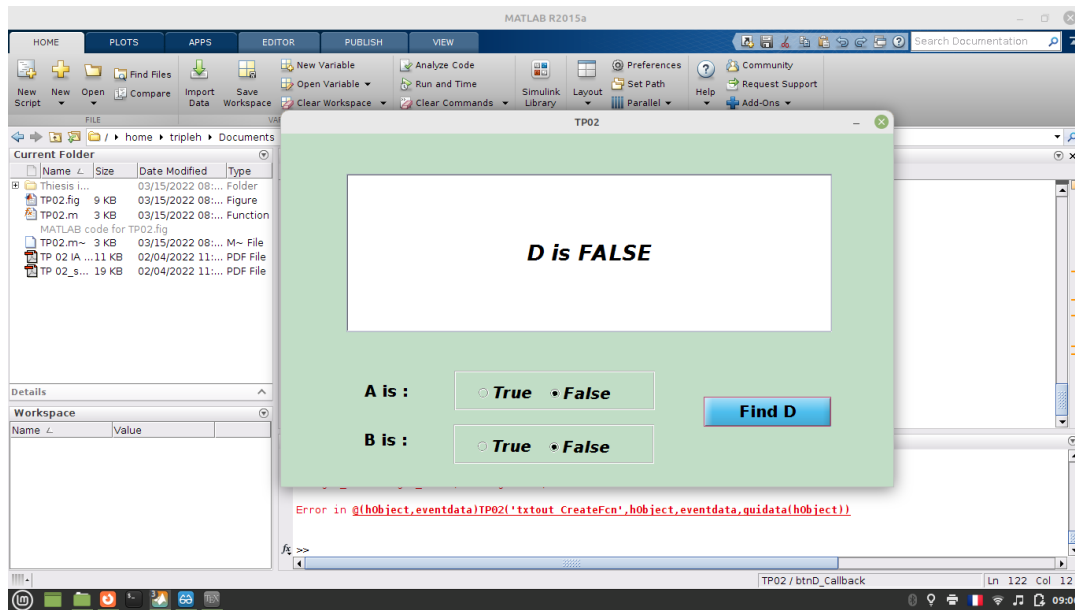 MATLAB R2015a
HOME PLOTS APPS EDITOR PUBLISH VIEW Search Documentation
New Script New Open Find Files Compare Import Data Save Workspace New Variable Open Variable Clear Workspace Analyze Code Run and Time Clear Commands Simulink Library Layout Preferences Set Path Parallel Help Community Request Support Add-Ons
FILE
/ home tripleh Documents
TP02
Current Folder
Name Size Date Modified Type
Thiesis i... 03/15/2022 08:... Folder
TP02.fig 9 KB 03/15/2022 08:... Figure
TP02.m 3 KB 03/15/2022 08:... Function
MATLAB code for TP02.fig
TP02.m~ 3 KB 03/15/2022 08:... M~ File
TP 02 IA ... 11 KB 02/04/2022 11:... PDF File
TP 02_s... 19 KB 02/04/2022 11:... PDF File
D is FALSE
A is : True False
B is : True False
Find D
Details
Workspace
Name Value
Error in @(hObject,eventdata)TP02('txtout_CreateFcn',hObject,eventdata,guidata(hObject))
fx >>
TP02 / btnD_Callback Ln 122 Col 12